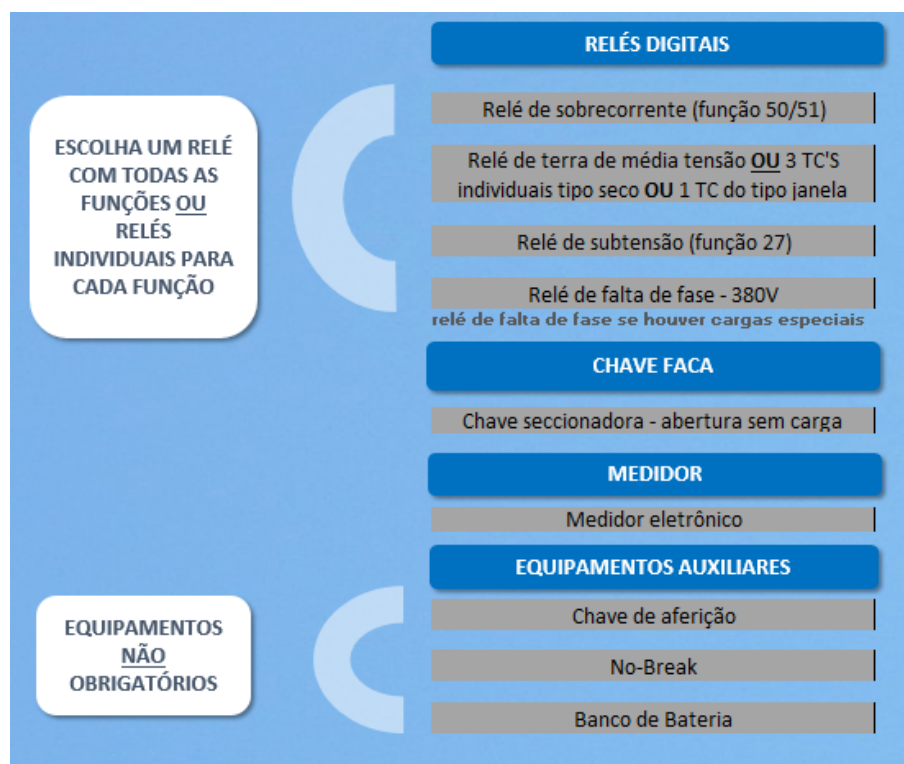 RELÉS DIGITAIS
ESCOLHA UM RELÉ
COM TODAS AS
FUNÇÕES OU
RELÉS
INDIVIDUAIS PARA
CADA FUNÇÃO
Relé de sobrecorrente (função 50/51)
Relé de terra de média tensão OU 3 TC'S
individuais tipo seco OU 1 TC do tipo janela
Relé de subtensão (função 27)
Relé de falta de fase - 380V
relé de falta de fase se houver cargas especiais
CHAVE FACA
Chave seccionadora - abertura sem carga
MEDIDOR
Medidor eletrônico
EQUIPAMENTOS AUXILIARES
EQUIPAMENTOS
NÃO
OBRIGATÓRIOS
Chave de aferição
No-Break
Banco de Bateria